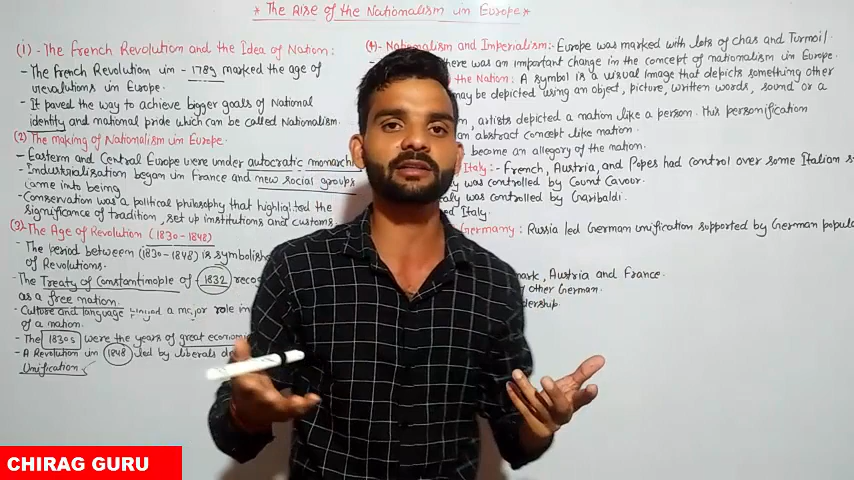 * The Rise of the Nationalism in Europe *
(1) - The French Revolution and the Idea of Nation :
- The French Revolution in - 1789 marked the age of
revolutions in Europe.
- It paved the way to achieve bigger goals of National
identity and national pride which can be called Nationalism.
(2) The making of Nationalism in Europe.
- Eastern and Central Europe were under autocratic monarch
- Industrialisation began in France and new social groups
came into being
- Conservation was a political philosophy that highlighted the
significance of tradition, set up institutions and customs.
(3) The Age of Revolution (1830 - 1848)
- The period between (1830 - 1848) is symbolis
of Revolutions.
- The Treaty of Constantinople of - 1832 reco
as a free nation.
- Culture and language played a major role in
of a nation.
- The 1830s were the years of great econom
- A Revolution in 1848 led by liberals d
Unification
(4) - Nationalism and Imperialism :- Europe was marked with lots of chas and Turmoil
there was an important change in the concept of nationalism in Europe.
the Nation : A symbol is a visual image that depicts something other
may be depicted using an object, picture, written words, sound or a
, artists depicted a nation like a person. This personification
an abstract concept like nation.
become an allegory of the nation.
Italy :- French, Austria, and Popes had control over some Italian s
ly was controlled by Count Cavour.
taly was controlled by Garibaldi.
ed Italy.
Germany : Russia led German unification supported by German popula
mark, Austria and France.
other German.
dership.
CHIRAG GURU